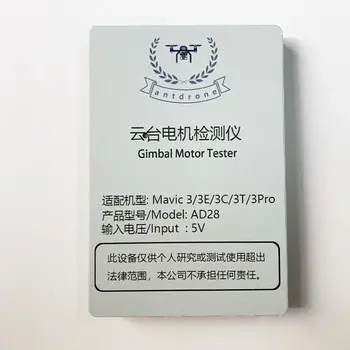 antdrone
云台电机检测仪
Gimbal Motor Tester
适配机型: Mavic 3/3E/3C/3T/3Pro
产品型号/Model: AD28
输入电压/Input : 5V
此设备仅供个人研究或测试使用超出
法律范围，本公司不承担任何责任。